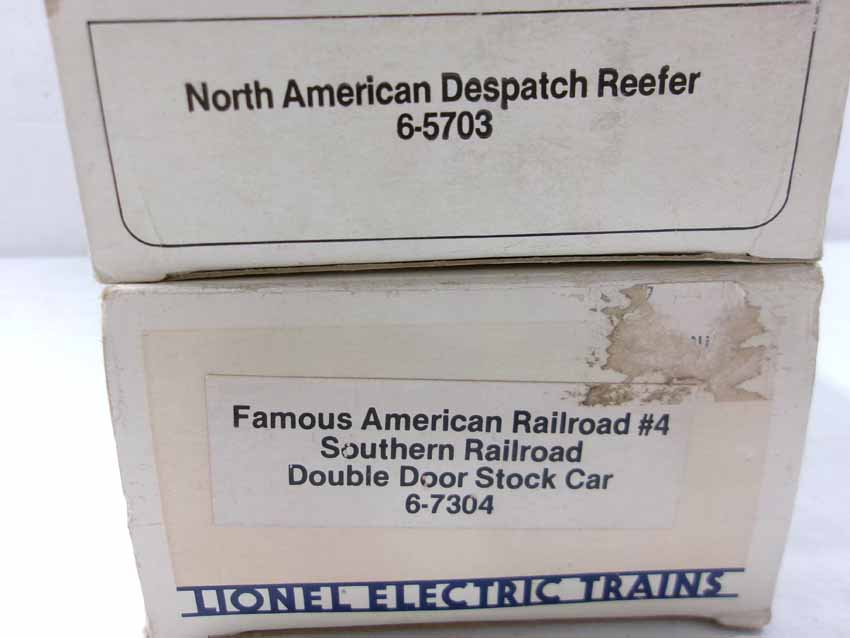 North American Despatch Reefer
6-5703
Famous American Railroad #4
Southern Railroad
Double Door Stock Car
6-7304
LIONEL ELECTRIC TRAINS